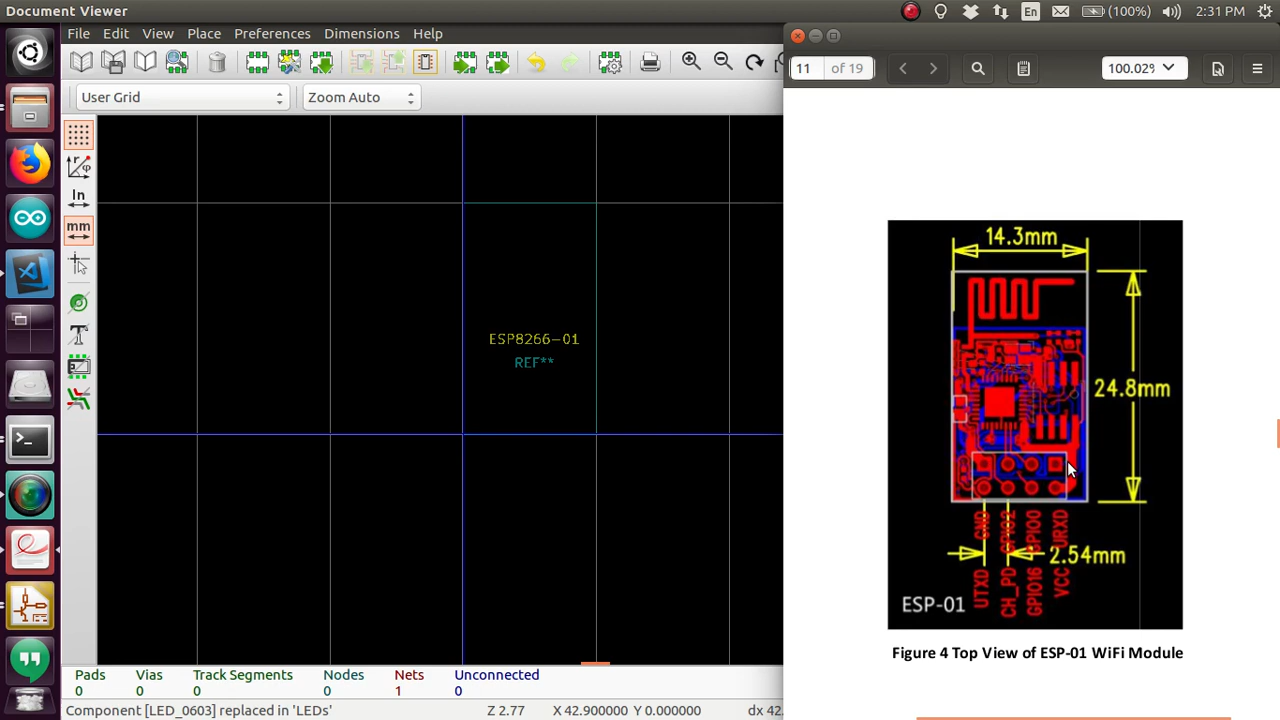 Document Viewer
En
(100%)
2:31 PM
File Edit View Place Preferences Dimensions Help
11 of 19
100.02%
User Grid
Zoom Auto
In
mm
ESP8266-01
REF**
14.3mm
24.8mm
2.54mm
GND
GPIO2
GPIO0
URXD
UTXD
CH_PD
GPIO16
VCC
ESP-01
Figure 4 Top View of ESP-01 WiFi Module
Pads Vias Track Segments Nodes Nets Unconnected
0 0 0 0 1 0
Component [LED_0603] replaced in 'LEDs' Z 2.77 X 42.900000 Y 0.000000 dx 42.